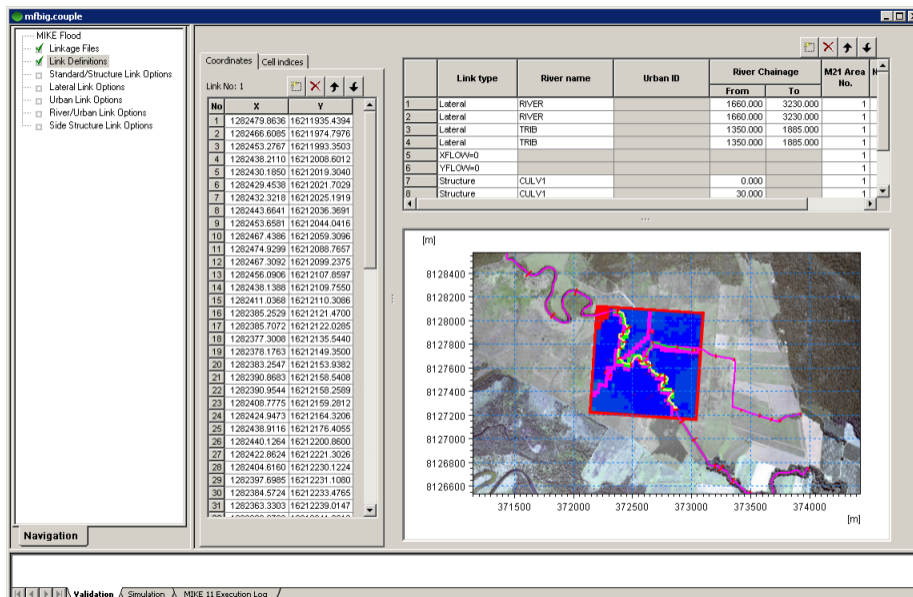 mfbig.couple
MIKE Flood
Linkage Files
Link Definitions
Standard/Structure Link Options
Lateral Link Options
Urban Link Options
River/Urban Link Options
Side Structure Link Options
Navigation
Coordinates Cell indices
Link No: 1
No X Y
1 1282479.8636 16211935.4394
2 1282466.6085 16211974.7976
3 1282453.2767 16211993.3503
4 1282438.2110 16212008.6012
5 1282430.1850 16212019.3040
6 1282429.4538 16212021.7029
7 1282432.3218 16212025.1919
8 1282443.6641 16212036.3691
9 1282453.6581 16212044.0416
10 1282467.4386 16212059.3096
11 1282474.9299 16212088.7657
12 1282467.3092 16212099.2375
13 1282456.0906 16212107.8597
14 1282438.1388 16212109.7550
15 1282411.0368 16212110.3086
16 1282385.2529 16212121.4700
17 1282385.7072 16212122.0285
18 1282377.3008 16212135.5440
19 1282378.1763 16212149.3500
20 1282383.2547 16212153.9382
21 1282390.8683 16212158.5408
22 1282390.9544 16212158.2589
23 1282408.7775 16212159.2812
24 1282424.9473 16212164.3206
25 1282438.9116 16212176.4055
26 1282440.1264 16212200.8600
27 1282422.8624 16212221.3026
28 1282404.6160 16212230.1224
29 1282397.6985 16212231.1080
30 1282384.5724 16212233.4765
31 1282363.3303 16212239.0147
Link type River name Urban ID River Chainage M21 Area No.
From To
1 Lateral RIVER 1660.000 3230.000 1
2 Lateral RIVER 1660.000 3230.000 1
3 Lateral TRIB 1350.000 1885.000 1
4 Lateral TRIB 1350.000 1885.000 1
5 XFLOW=0 1
6 YFLOW=0 1
7 Structure CULV1 0.000 1
8 Structure CULV1 30.000 1
[m]
8128400
8128200
8128000
8127800
8127600
8127400
8127200
8127000
8126800
8126600
371500 372000 372500 373000 373500 374000
[m]
Validation Simulation MIKE 11 Execution Log